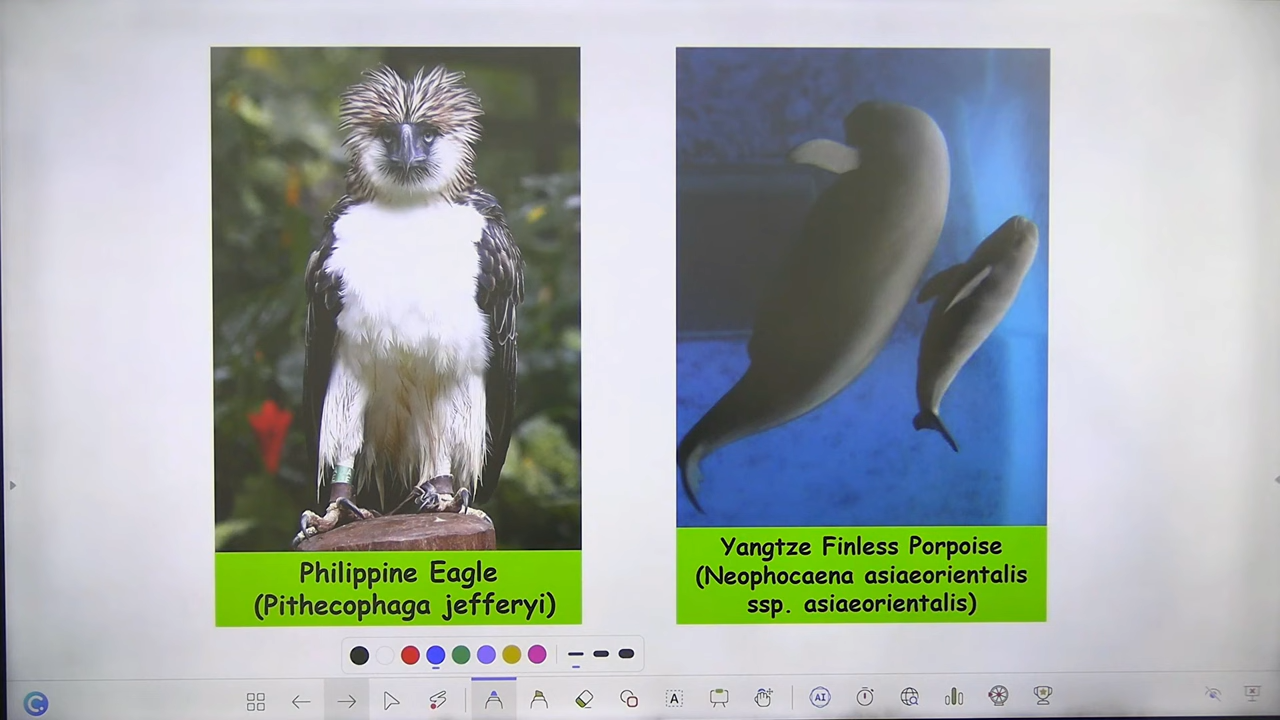 Philippine Eagle
(Pithecophaga jefferyi)
Yangtze Finless Porpoise
(Neophocaena asiaeorientalis
ssp. asiaeorientalis)
A
AI